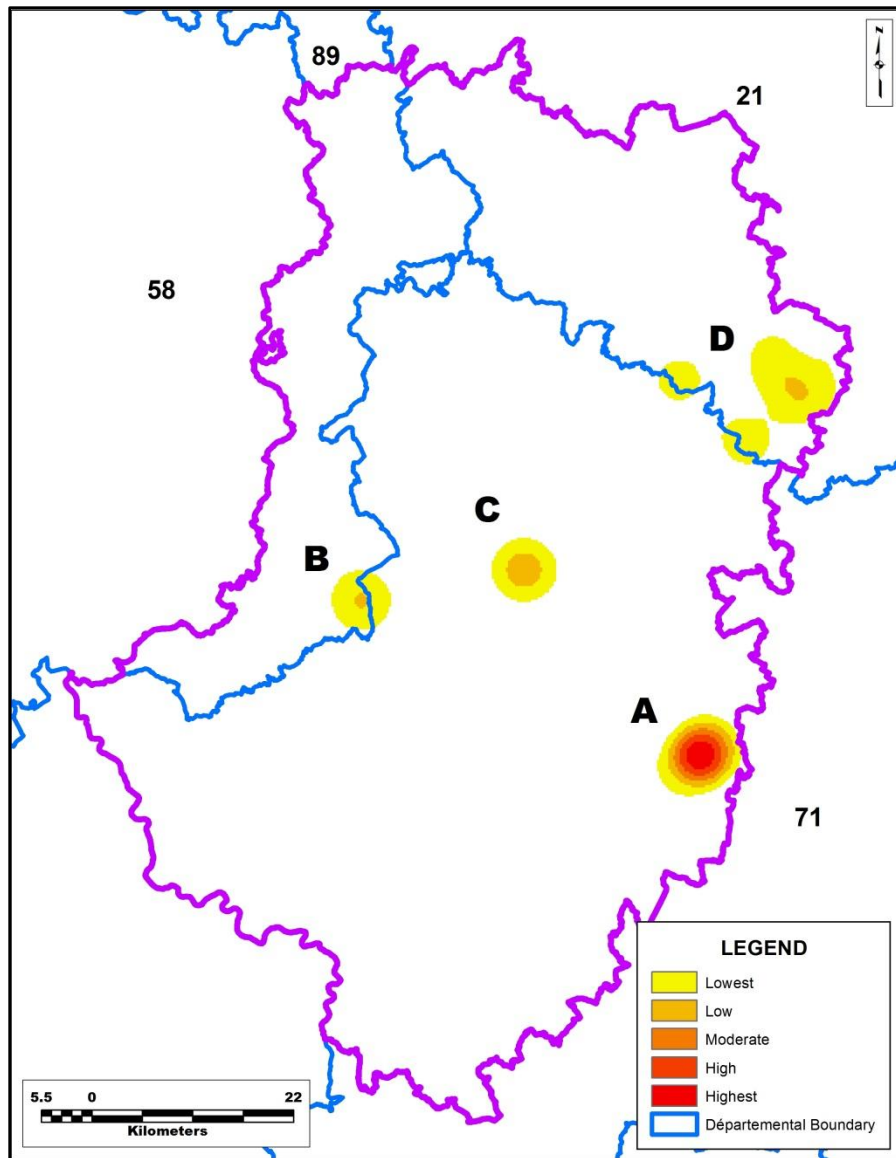 89
21
N
58
D
C
B
A
71
LEGEND
Lowest
Low
Moderate
High
Highest
Départemental Boundary
5.5 0 22
Kilometers